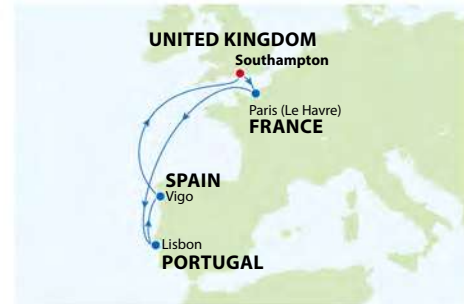 UNITED KINGDOM
Southampton
Paris (Le Havre)
FRANCE
SPAIN
Vigo
Lisbon
PORTUGAL